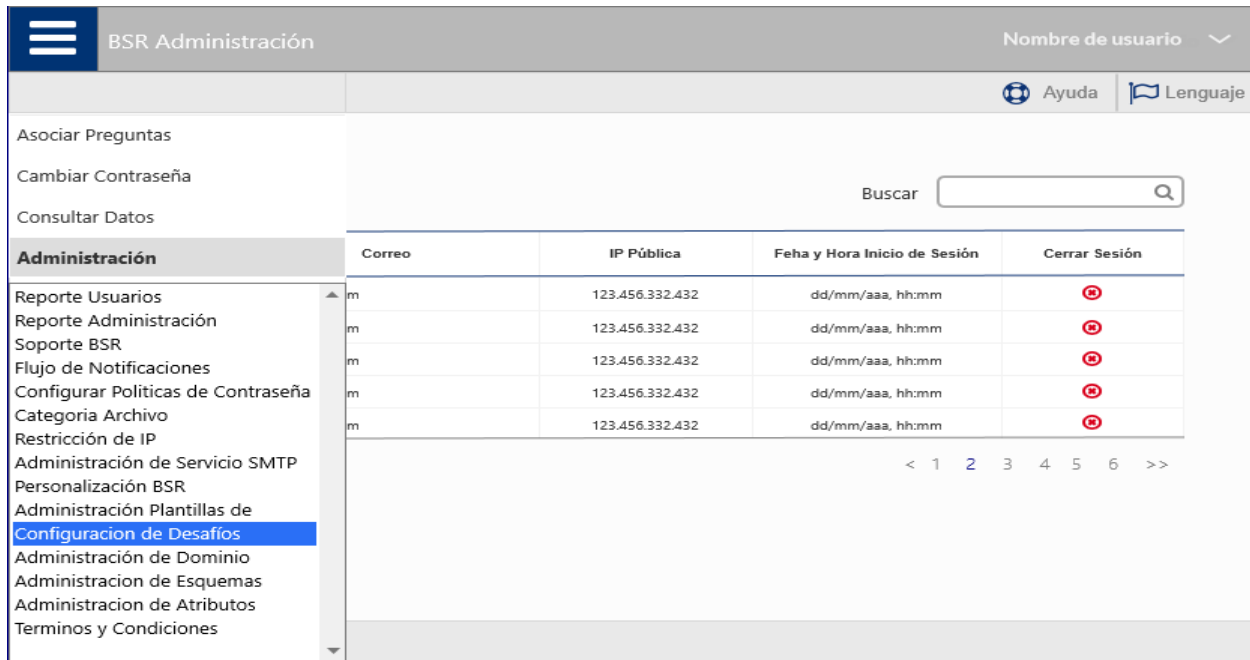 BSR Administración
Nombre de usuario
Ayuda
Lenguaje
Asociar Preguntas
Cambiar Contraseña
Consultar Datos
Administración
Reporte Usuarios
Reporte Administración
Soporte BSR
Flujo de Notificaciones
Configurar Politicas de Contraseña
Categoria Archivo
Restricción de IP
Administración de Servicio SMTP
Personalización BSR
Administración Plantillas de
Configuracion de Desafíos
Administración de Dominio
Administracion de Esquemas
Administracion de Atributos
Terminos y Condiciones
Buscar
Correo IP Pública Feha y Hora Inicio de Sesión Cerrar Sesión
m 123.456.332.432 dd/mm/aaa, hh:mm
m 123.456.332.432 dd/mm/aaa, hh:mm
m 123.456.332.432 dd/mm/aaa, hh:mm
m 123.456.332.432 dd/mm/aaa, hh:mm
m 123.456.332.432 dd/mm/aaa, hh:mm
< 1 2 3 4 5 6 >>